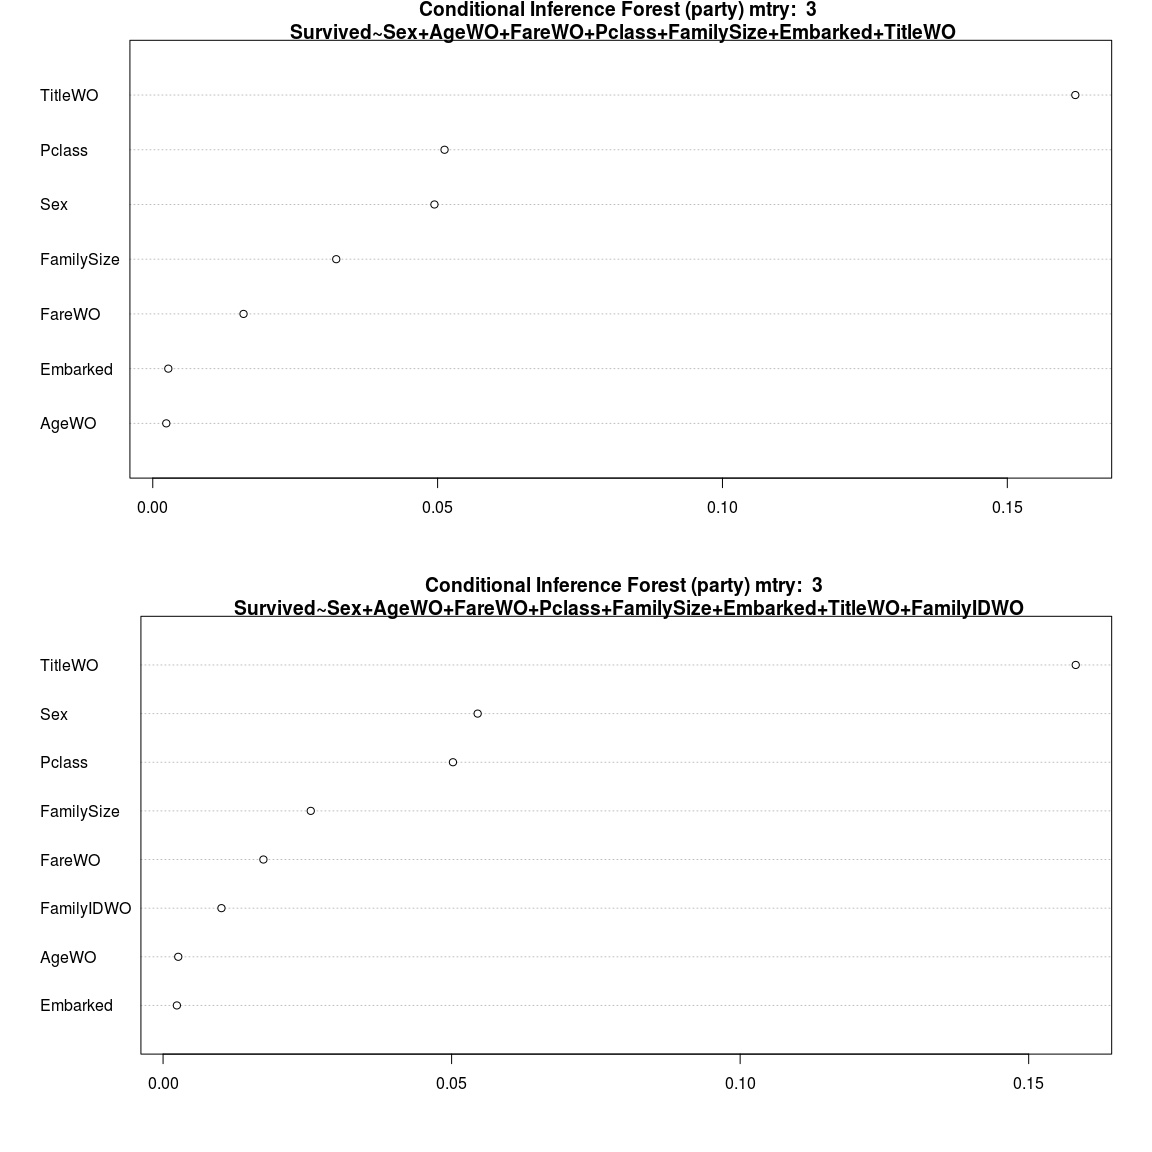 Conditional Inference Forest (party) mtry:  3
Survived~Sex+AgeWO+FareWO+Pclass+FamilySize+Embarked+TitleWO
TitleWO
Pclass
Sex
FamilySize
FareWO
Embarked
AgeWO
0.00 0.05 0.10 0.15
Conditional Inference Forest (party) mtry:  3
Survived~Sex+AgeWO+FareWO+Pclass+FamilySize+Embarked+TitleWO+FamilyIDWO
TitleWO
Sex
Pclass
FamilySize
FareWO
FamilyIDWO
AgeWO
Embarked
0.00 0.05 0.10 0.15